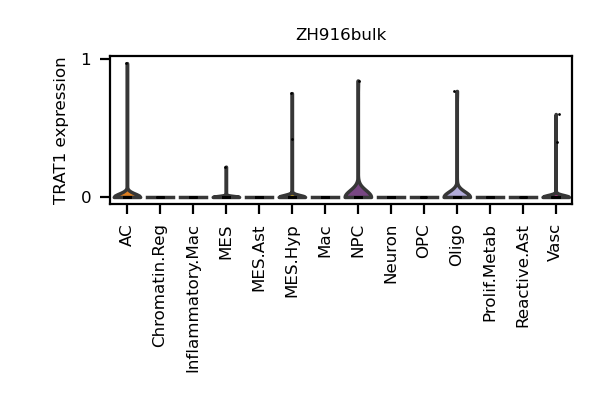 ZH916bulk
TRAT1 expression
1
0
AC
Chromatin.Reg
Inflammatory.Mac
MES
MES.Ast
MES.Hyp
Mac
NPC
Neuron
OPC
Oligo
Prolif.Metab
Reactive.Ast
Vasc